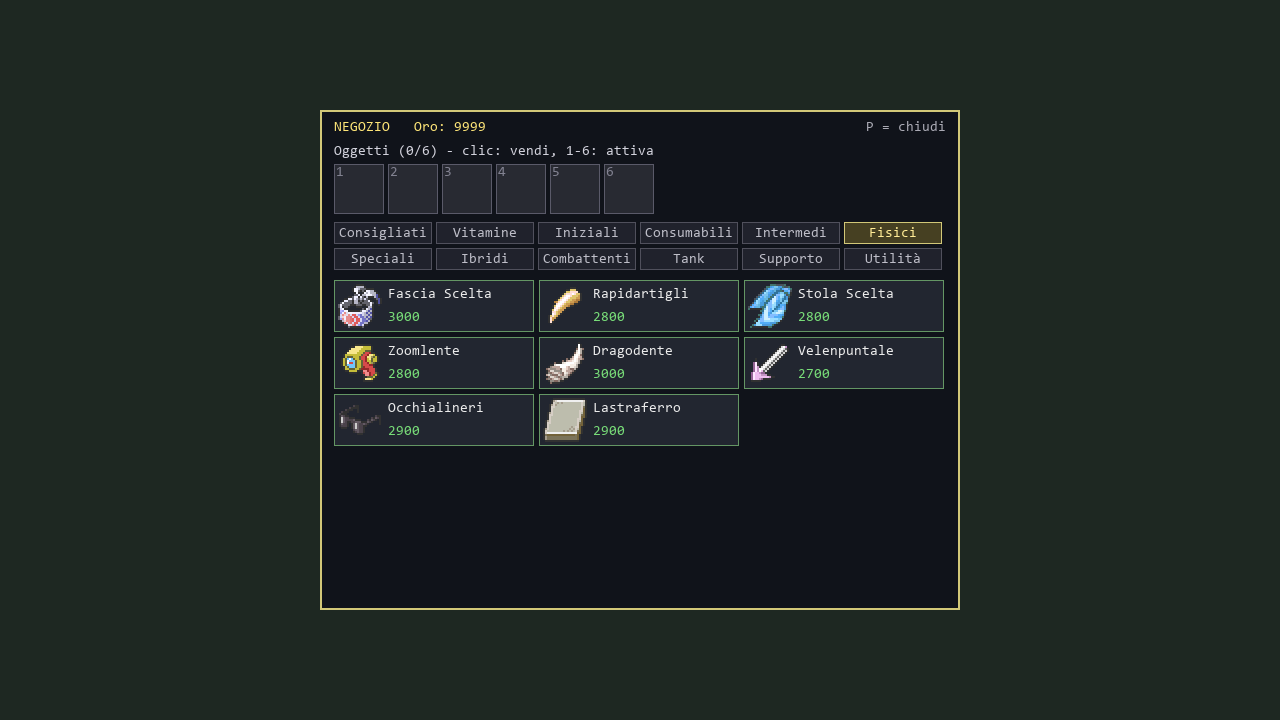 NEGOZIO   Oro: 9999
P = chiudi
Oggetti (0/6) - clic: vendi, 1-6: attiva
1 2 3 4 5 6
Consigliati Vitamine Iniziali Consumabili Intermedi Fisici
Speciali Ibridi Combattenti Tank Supporto Utilità
Fascia Scelta
3000
Rapidartigli
2800
Stola Scelta
2800
Zoomlente
2800
Dragodente
3000
Velenpuntale
2700
Occhialineri
2900
Lastraferro
2900